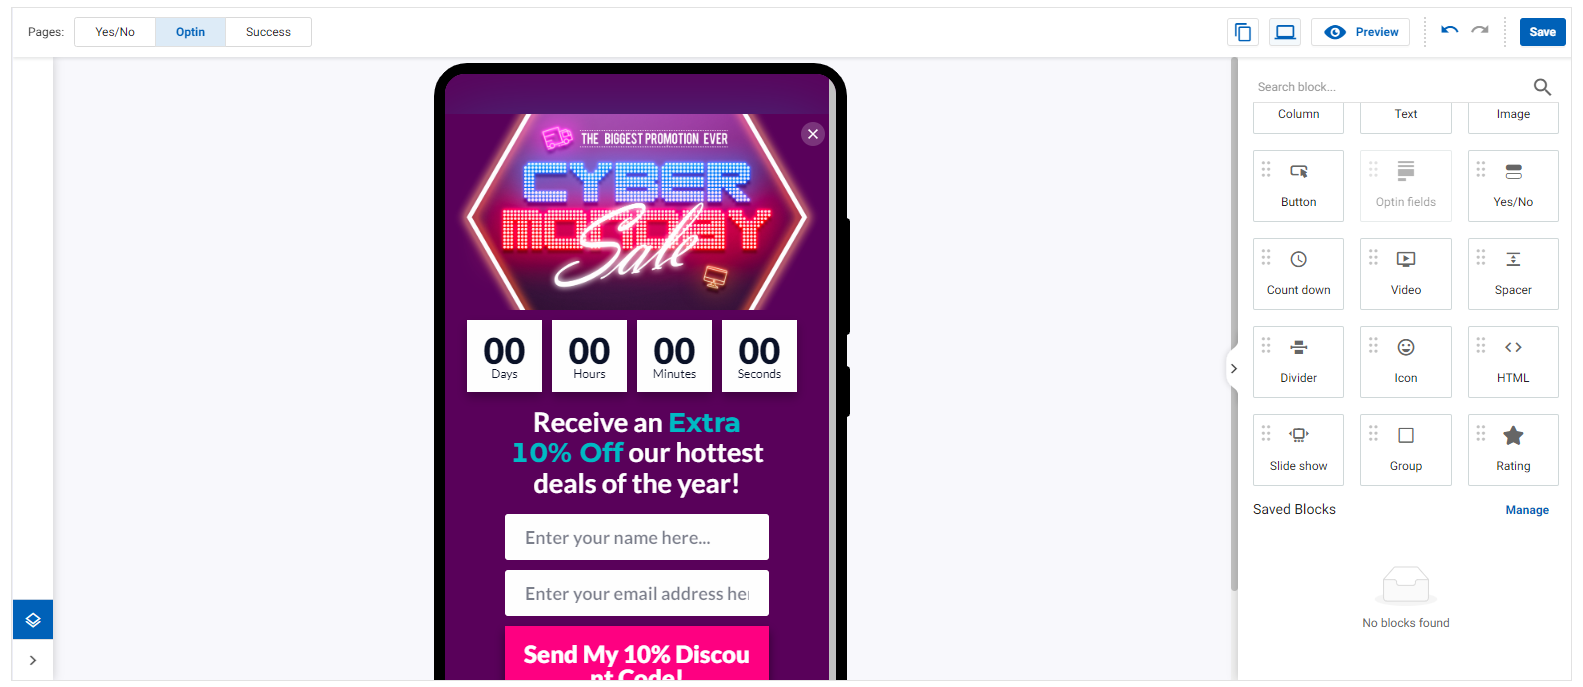 Pages:
Yes/No
Optin
Success
Preview
Save
THE BIGGEST PROMOTION EVER
CYBER
MONDAY
Sale
00
Days
00
Hours
00
Minutes
00
Seconds
Receive an Extra
10% Off our hottest
deals of the year!
Enter your name here...
Enter your email address her
Send My 10% Discou
nt Code!
Search block...
Column
Text
Image
Button
Optin fields
Yes/No
Count down
Video
Spacer
Divider
Icon
HTML
Slide show
Group
Rating
Saved Blocks
Manage
No blocks found